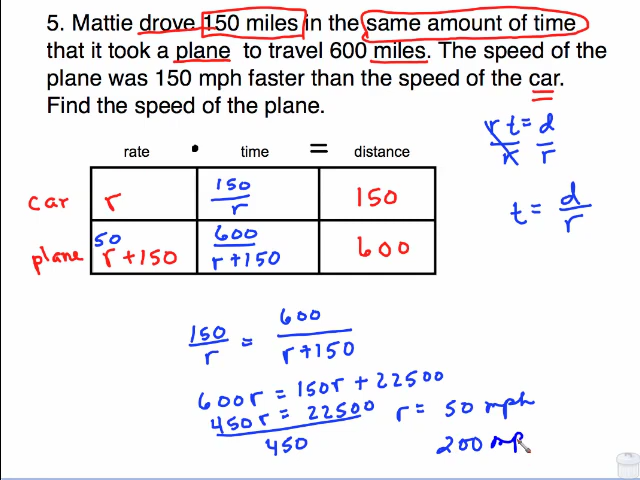 5. Mattie drove 150 miles in the same amount of time
that it took a plane to travel 600 miles. The speed of the
plane was 150 mph faster than the speed of the car.
Find the speed of the plane.
r t = d
r r
t = d/r
rate • time = distance
car r 150/r 150
50
plane r + 150 600/r + 150 600
150/r = 600/r + 150
600r = 150r + 22500
450r = 22500 r = 50 mph
450 200 mp